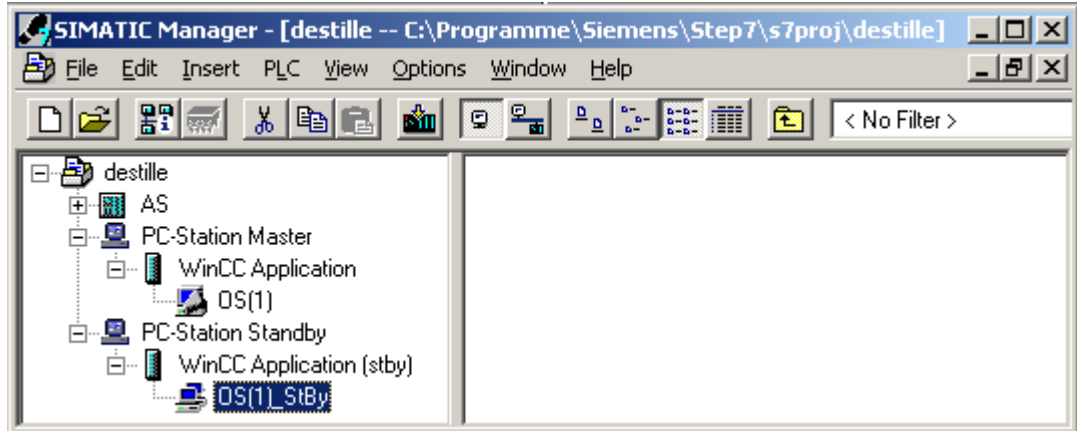 SIMATIC Manager - [destille -- C:\Programme\Siemens\Step7\s7proj\destille]
File Edit Insert PLC View Options Window Help
< No Filter >
destille
AS
PC-Station Master
WinCC Application
OS(1)
PC-Station Standby
WinCC Application (stby)
OS(1)_StBy